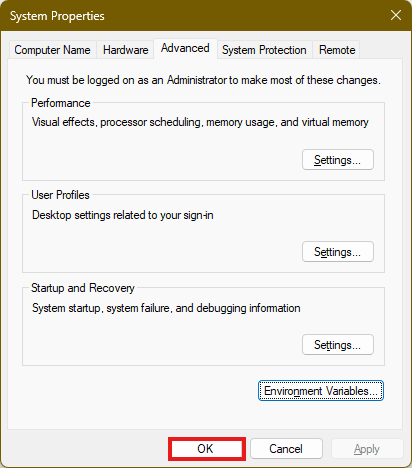 System Properties
Computer Name Hardware Advanced System Protection Remote
You must be logged on as an Administrator to make most of these changes.
Performance
Visual effects, processor scheduling, memory usage, and virtual memory
Settings...
User Profiles
Desktop settings related to your sign-in
Settings...
Startup and Recovery
System startup, system failure, and debugging information
Settings...
Environment Variables...
OK Cancel Apply